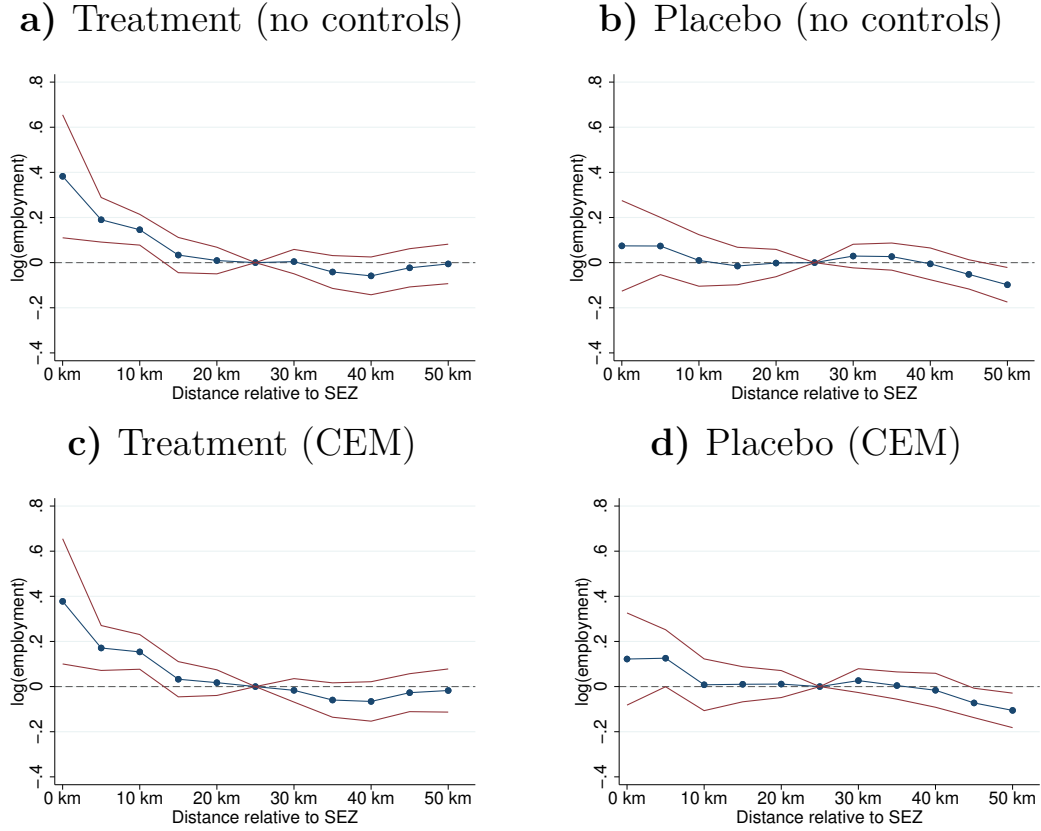 a) Treatment (no controls)
b) Placebo (no controls)
log(employment)
.8
.6
.4
.2
0
−.2
−.4
0 km 10 km 20 km 30 km 40 km 50 km
Distance relative to SEZ
log(employment)
.8
.6
.4
.2
0
−.2
−.4
0 km 10 km 20 km 30 km 40 km 50 km
Distance relative to SEZ
c) Treatment (CEM)
d) Placebo (CEM)
log(employment)
.8
.6
.4
.2
0
−.2
−.4
0 km 10 km 20 km 30 km 40 km 50 km
Distance relative to SEZ
log(employment)
.8
.6
.4
.2
0
−.2
−.4
0 km 10 km 20 km 30 km 40 km 50 km
Distance relative to SEZ